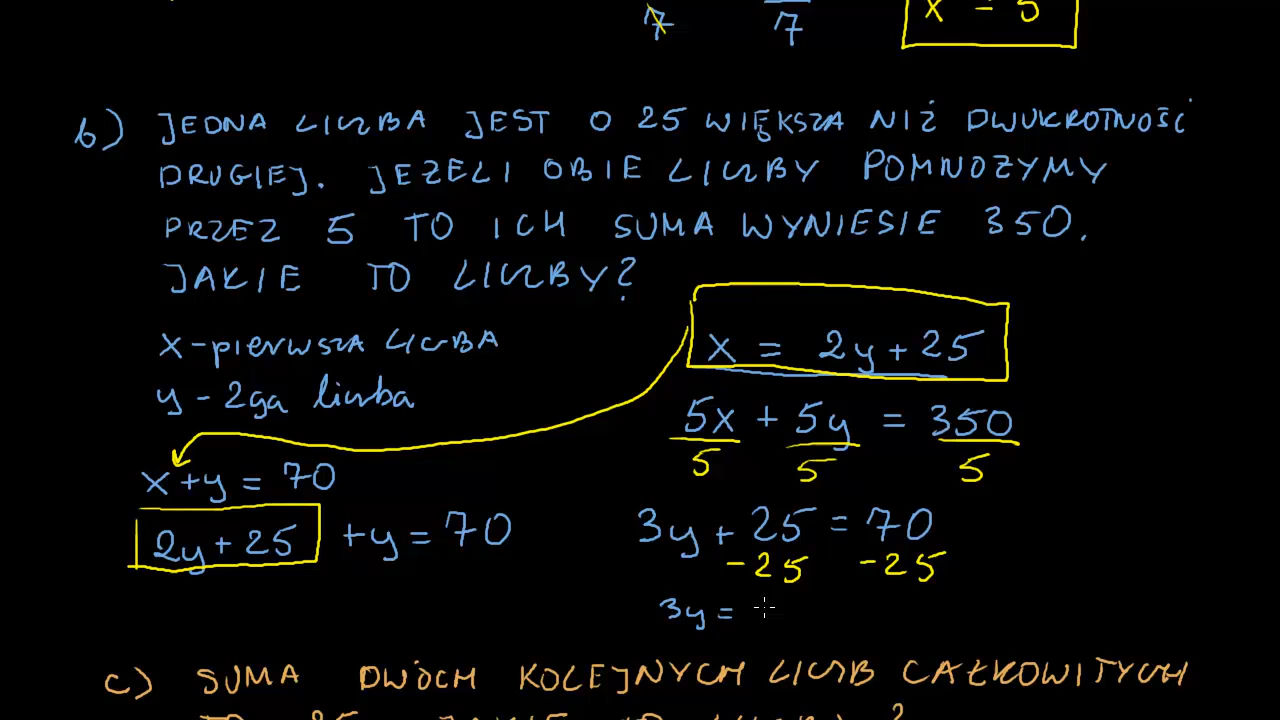 7 7 x = 5
b) JEDNA LICZBA JEST O 25 WIĘKSZA NIŻ DWUKROTNOŚĆ
DRUGIEJ. JEŻELI OBIE LICZBY POMNOŻYMY
PRZEZ 5 TO ICH SUMA WYNIESIE 350.
JAKIE TO LICZBY?
x - pierwsza LICZBA
y - 2ga liczba
x = 2y + 25
5x + 5y = 350
5 5 5
x + y = 70
2y + 25 + y = 70
3y + 25 = 70
-25 -25
3y =
c) SUMA DWÓCH KOLEJNYCH LICZB CAŁKOWITYCH